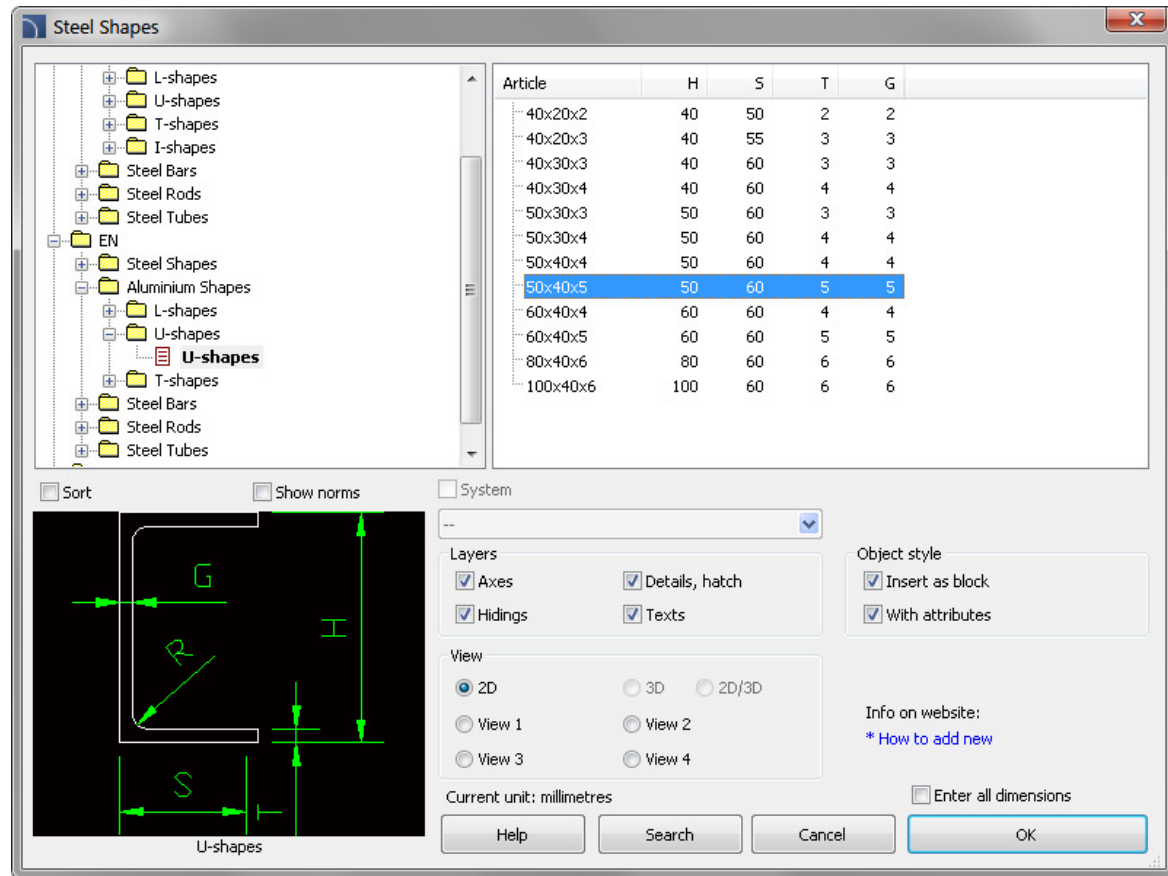 Steel Shapes
L-shapes
U-shapes
T-shapes
I-shapes
Steel Bars
Steel Rods
Steel Tubes
EN
Steel Shapes
Aluminium Shapes
L-shapes
U-shapes
U-shapes
T-shapes
Steel Bars
Steel Rods
Steel Tubes
Article H S T G
40x20x2 40 50 2 2
40x20x3 40 55 3 3
40x30x3 40 60 3 3
40x30x4 40 60 4 4
50x30x3 50 60 3 3
50x30x4 50 60 4 4
50x40x4 50 60 4 4
50x40x5 50 60 5 5
60x40x4 60 60 4 4
60x40x5 60 60 5 5
80x40x6 80 60 6 6
100x40x6 100 60 6 6
Sort Show norms
G
H
R
S
T
U-shapes
System
--
Layers
Axes Details, hatch
Hidings Texts
Object style
Insert as block
With attributes
View
2D 3D 2D/3D
View 1 View 2
View 3 View 4
Info on website:
* How to add new
Current unit: millimetres
Enter all dimensions
Help Search Cancel OK